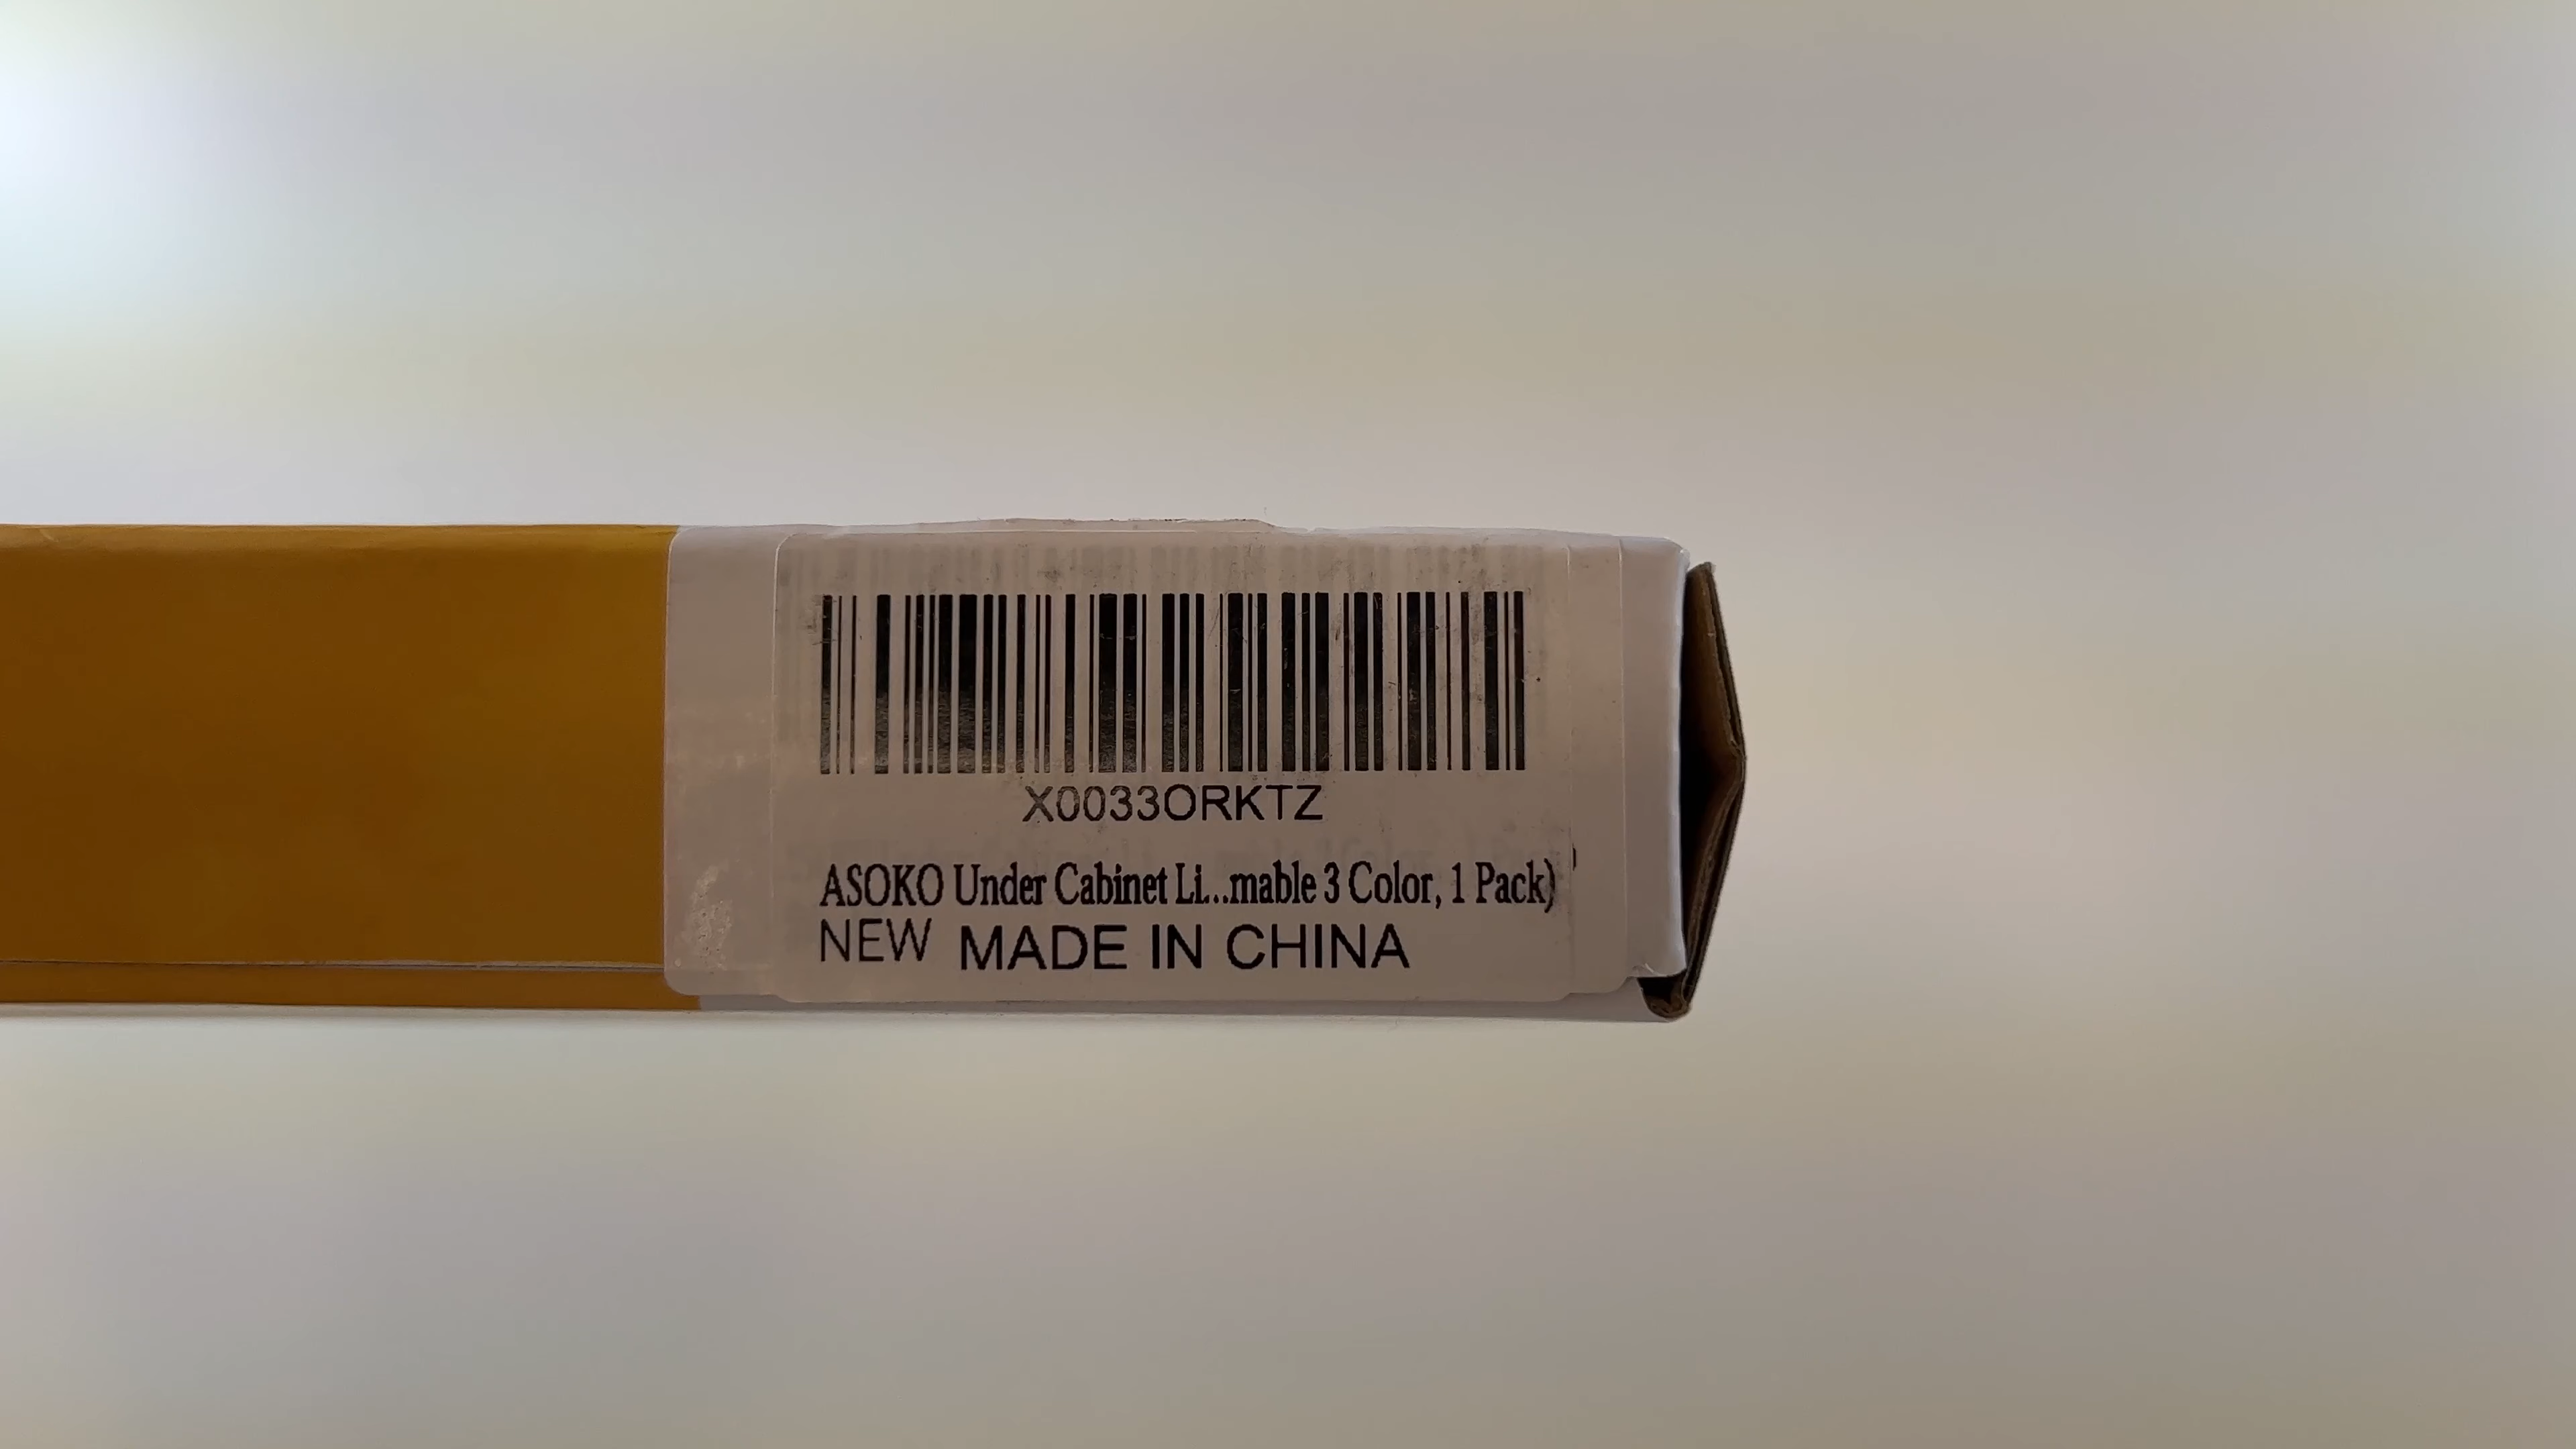 X0033ORKTZ
ASOKO Under Cabinet Li...mable 3 Color, 1 Pack)
NEW MADE IN CHINA